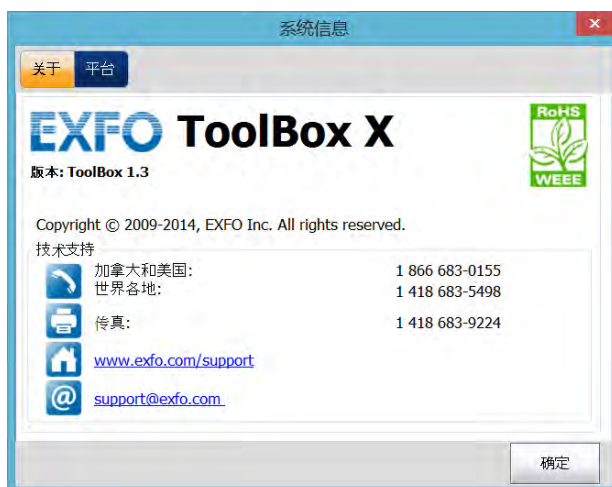 系统信息
关于 平台
EXFO ToolBox X
RoHS
WEEE
版本: ToolBox 1.3
Copyright © 2009-2014, EXFO Inc. All rights reserved.
技术支持
加拿大和美国: 1 866 683-0155
世界各地: 1 418 683-5498
传真: 1 418 683-9224
www.exfo.com/support
support@exfo.com
确定